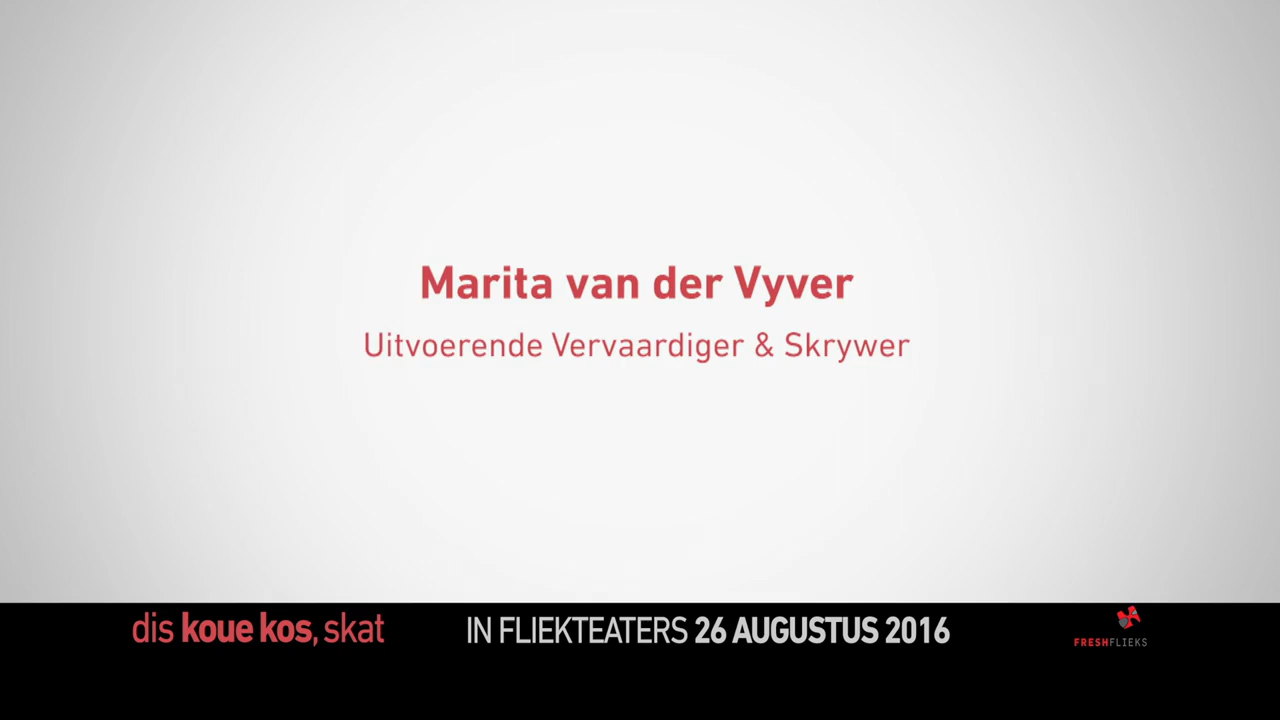 Marita van der Vyver
Uitvoerende Vervaardiger & Skrywer
dis koue kos, skat
IN FLIEKTEATERS 26 AUGUSTUS 2016
FRESHFLIEKS